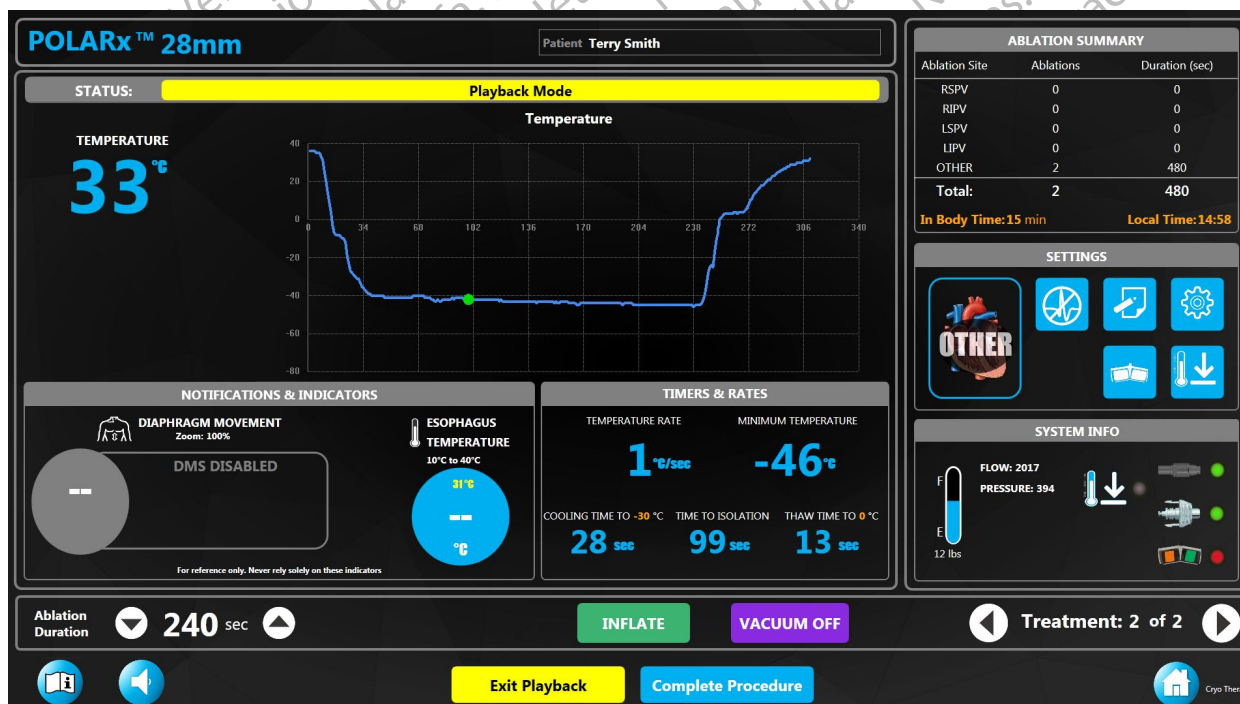 POLARx™ 28mm
Patient Terry Smith
STATUS:
Playback Mode
TEMPERATURE
33°C
Temperature
40
20
0
-20
-40
-60
-80
0 34 68 102 136 170 204 238 272 306 340
NOTIFICATIONS & INDICATORS
DIAPHRAGM MOVEMENT
Zoom: 100%
DMS DISABLED
--
ESOPHAGUS
TEMPERATURE
10°C to 40°C
31°C
--
°C
For reference only. Never rely solely on these indicators
TIMERS & RATES
TEMPERATURE RATE
1°C/sec
MINIMUM TEMPERATURE
-46°C
COOLING TIME TO -30 °C
28 sec
TIME TO ISOLATION
99 sec
THAW TIME TO 0 °C
13 sec
ABLATION SUMMARY
Ablation Site Ablations Duration (sec)
RSPV 0 0
RIPV 0 0
LSPV 0 0
LIPV 0 0
OTHER 2 480
Total: 2 480
In Body Time:15 min Local Time:14:58
SETTINGS
OTHER
SYSTEM INFO
F
E
12 lbs
FLOW: 2017
PRESSURE: 394
Ablation
Duration
240 sec
INFLATE
VACUUM OFF
Treatment: 2 of 2
Exit Playback
Complete Procedure